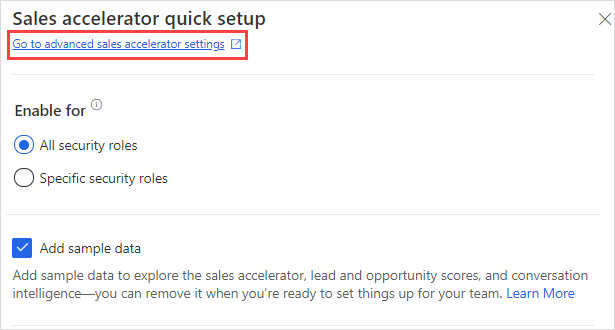 Sales accelerator quick setup
Go to advanced sales accelerator settings
Enable for
All security roles
Specific security roles
Add sample data
Add sample data to explore the sales accelerator, lead and opportunity scores, and conversation
intelligence—you can remove it when you’re ready to set things up for your team. Learn More